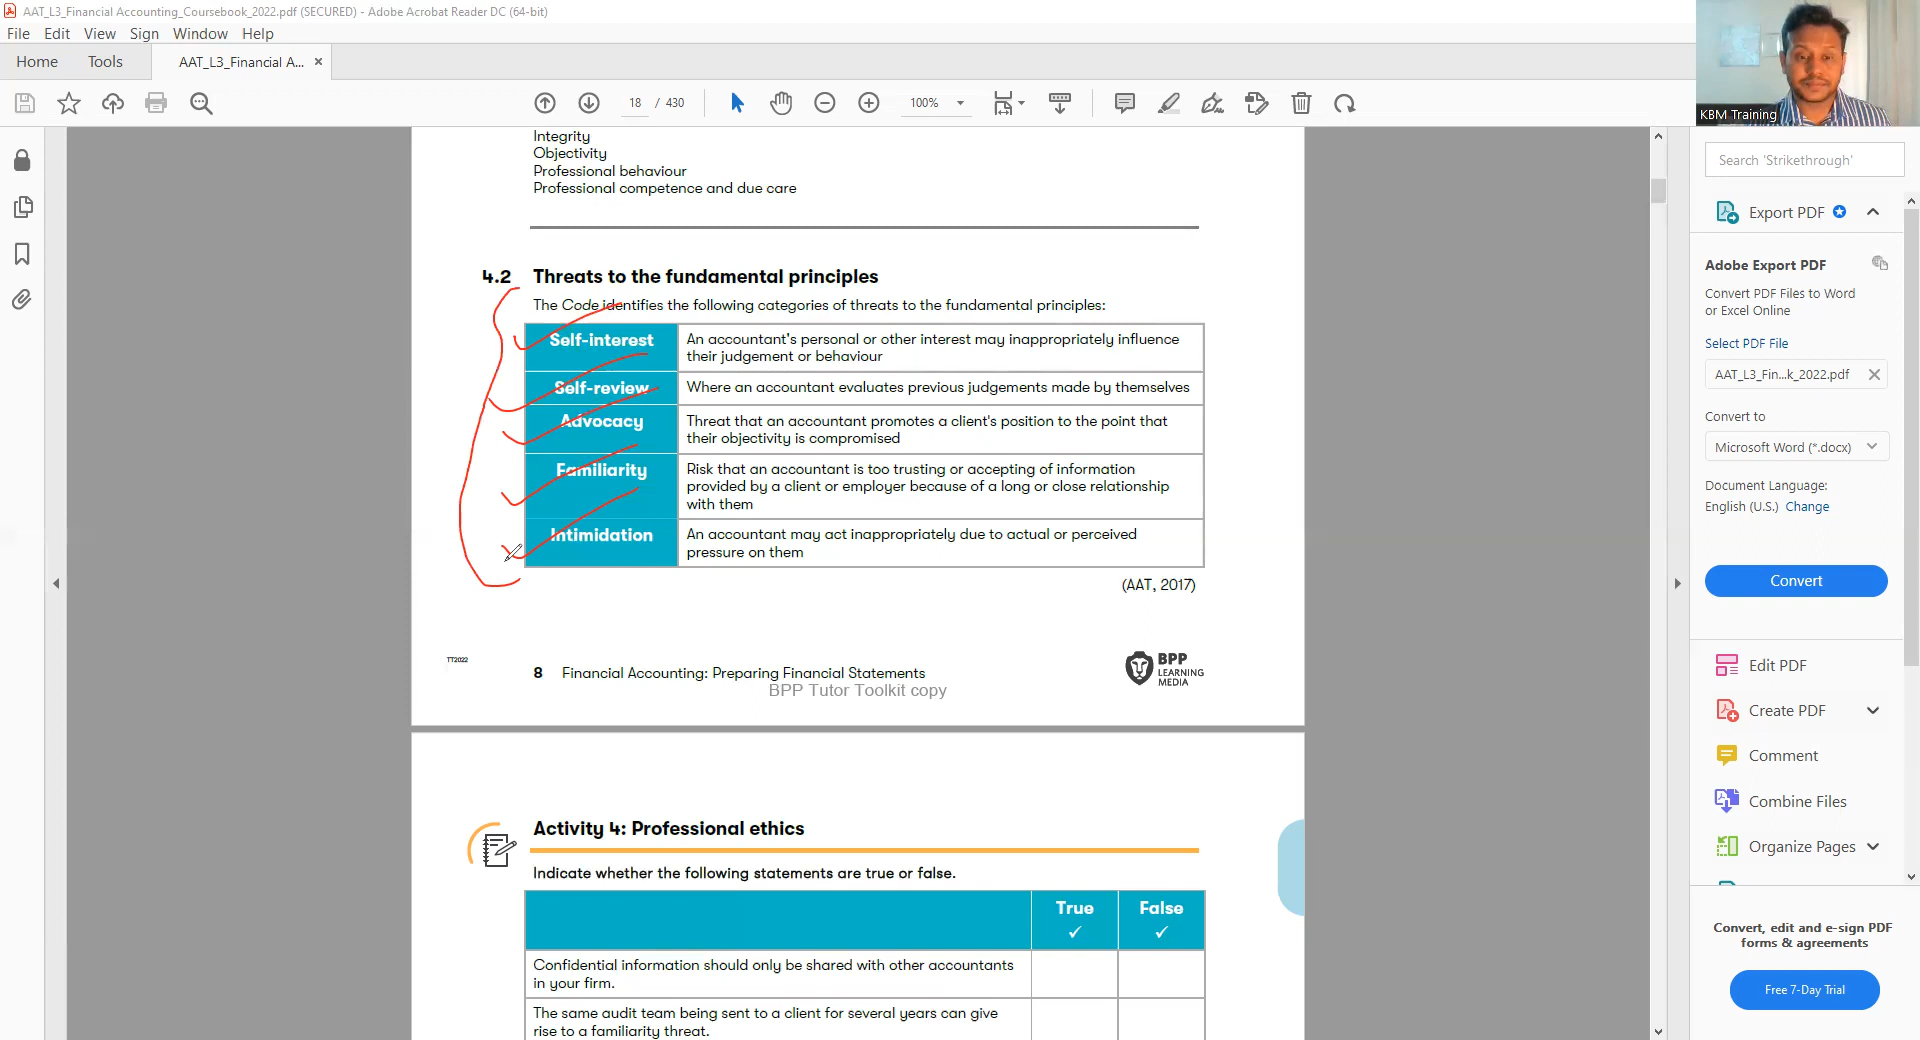 AAT_L3_Financial Accounting_Coursebook_2022.pdf (SECURED) - Adobe Acrobat Reader DC (64-bit)
File Edit View Sign Window Help
Home Tools AAT_L3_Financial A... ×
18 / 430 100%
KBM Training
Integrity
Objectivity
Professional behaviour
Professional competence and due care
4.2 Threats to the fundamental principles
The Code identifies the following categories of threats to the fundamental principles:
Self-interest An accountant's personal or other interest may inappropriately influence
their judgement or behaviour
Self-review Where an accountant evaluates previous judgements made by themselves
Advocacy Threat that an accountant promotes a client's position to the point that
their objectivity is compromised
Familiarity Risk that an accountant is too trusting or accepting of information
provided by a client or employer because of a long or close relationship
with them
Intimidation An accountant may act inappropriately due to actual or perceived
pressure on them
(AAT, 2017)
TT2022
8 Financial Accounting: Preparing Financial Statements
BPP Tutor Toolkit copy
BPP
LEARNING
MEDIA
Activity 4: Professional ethics
Indicate whether the following statements are true or false.
True False
✓ ✓
Confidential information should only be shared with other accountants
in your firm.
The same audit team being sent to a client for several years can give
rise to a familiarity threat.
Search 'Strikethrough'
Export PDF
Adobe Export PDF
Convert PDF Files to Word
or Excel Online
Select PDF File
AAT_L3_Fin...k_2022.pdf
Convert to
Microsoft Word (*.docx)
Document Language:
English (U.S.) Change
Convert
Edit PDF
Create PDF
Comment
Combine Files
Organize Pages
Convert, edit and e-sign PDF
forms & agreements
Free 7-Day Trial